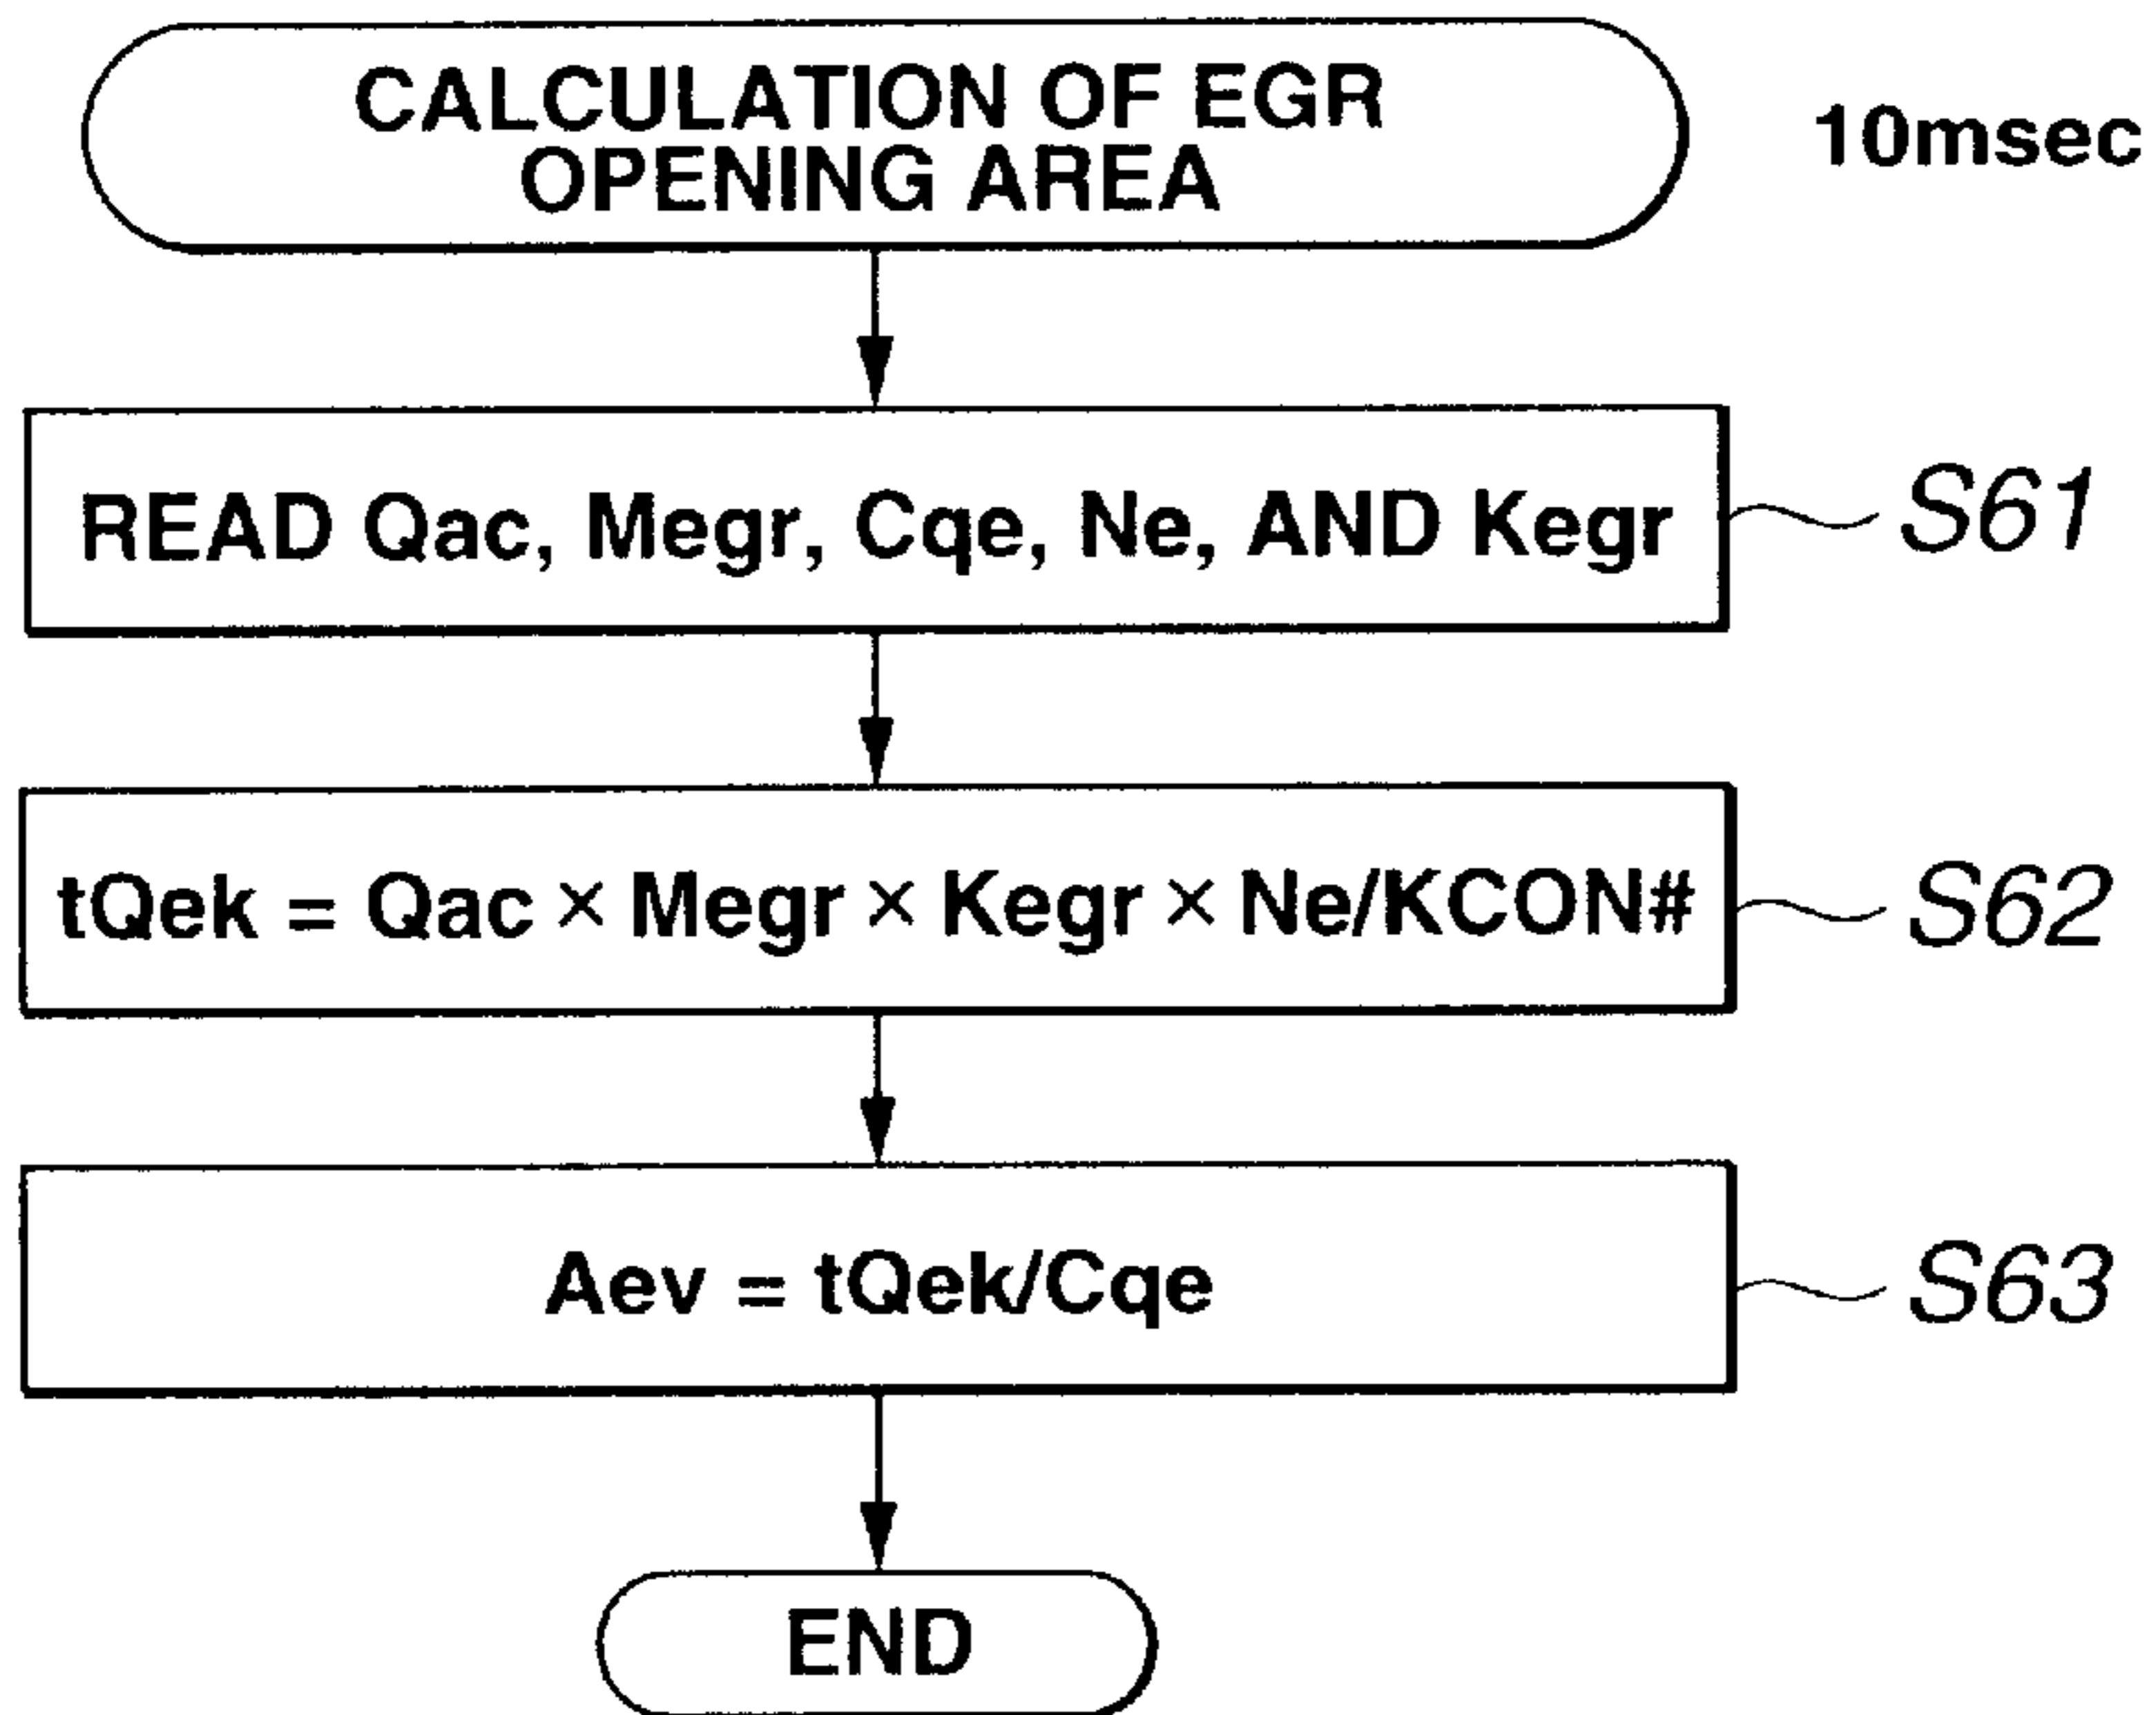 CALCULATION OF EGR
OPENING AREA
10msec
READ Qac, Megr, Cqe, Ne, AND Kegr
S61
tQek = Qac × Megr × Kegr × Ne/KCON#
S62
Aev = tQek/Cqe
S63
END